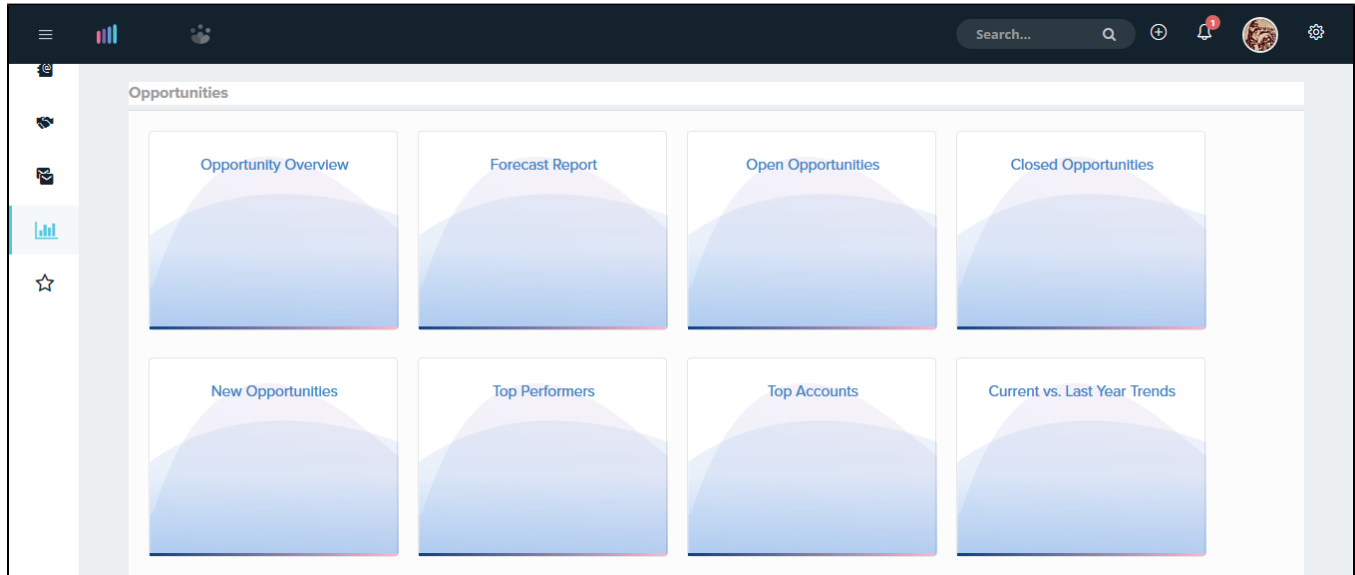 Search...
1
Opportunities
Opportunity Overview
Forecast Report
Open Opportunities
Closed Opportunities
New Opportunities
Top Performers
Top Accounts
Current vs. Last Year Trends